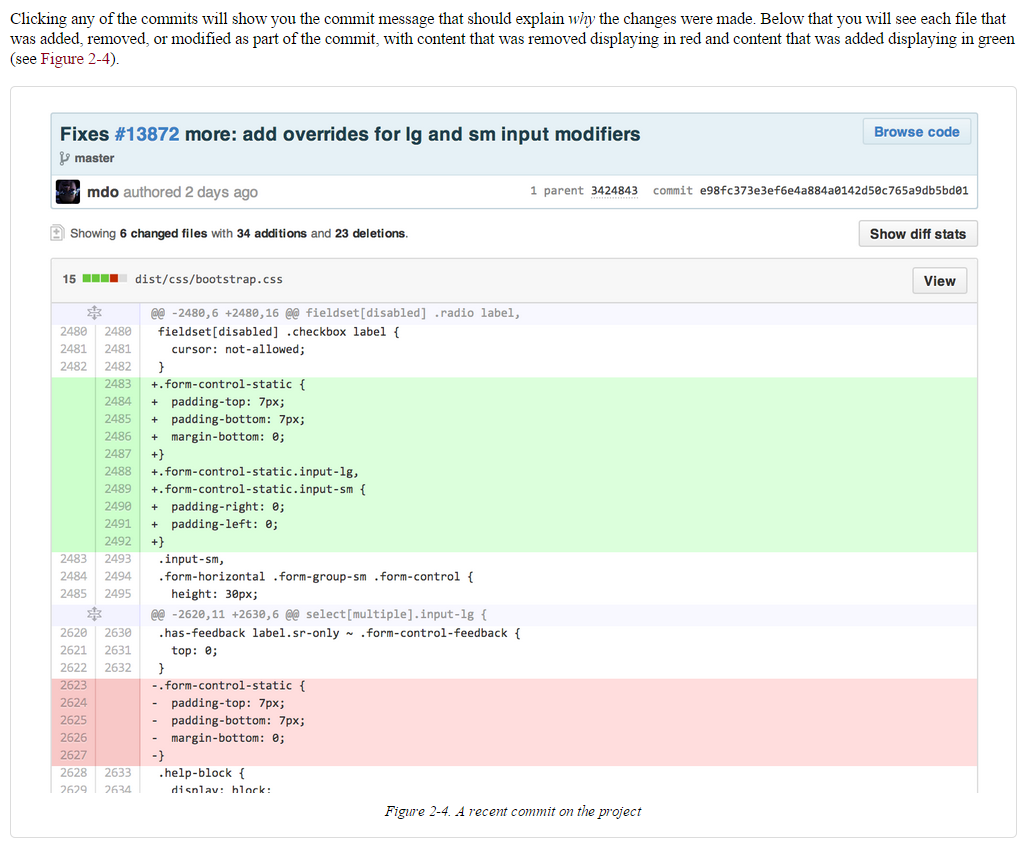 Clicking any of the commits will show you the commit message that should explain why the changes were made. Below that you will see each file that
was added, removed, or modified as part of the commit, with content that was removed displaying in red and content that was added displaying in green
(see Figure 2-4).
Fixes #13872 more: add overrides for lg and sm input modifiers
Browse code
master
mdo authored 2 days ago 1 parent 3424843 commit e98fc373e3ef6e4a884a0142d50c765a9db5bd01
Showing 6 changed files with 34 additions and 23 deletions. Show diff stats
15 dist/css/bootstrap.css View
@@ -2480,6 +2480,16 @@ fieldset[disabled] .radio label,
2480 2480 fieldset[disabled] .checkbox label {
2481 2481 cursor: not-allowed;
2482 2482 }
2483 +.form-control-static {
2484 + padding-top: 7px;
2485 + padding-bottom: 7px;
2486 + margin-bottom: 0;
2487 +}
2488 +.form-control-static.input-lg,
2489 +.form-control-static.input-sm {
2490 + padding-right: 0;
2491 + padding-left: 0;
2492 +}
2483 2493 .input-sm,
2484 2494 .form-horizontal .form-group-sm .form-control {
2485 2495 height: 30px;
@@ -2620,11 +2630,6 @@ select[multiple].input-lg {
2620 2630 .has-feedback label.sr-only ~ .form-control-feedback {
2621 2631 top: 0;
2622 2632 }
2623 -.form-control-static {
2624 - padding-top: 7px;
2625 - padding-bottom: 7px;
2626 - margin-bottom: 0;
2627 -}
2628 2633 .help-block {
2629 2634 display: block;
Figure 2-4. A recent commit on the project